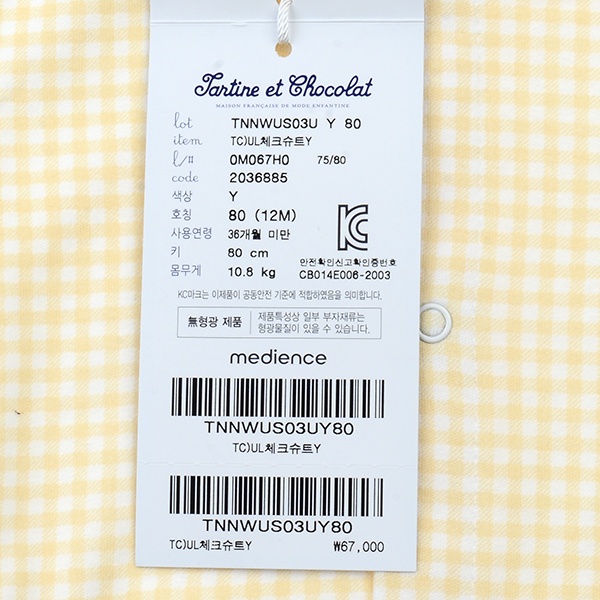 Tartine et Chocolat
MAISON FRANÇAISE DE MODE ENFANTINE
lot TNNWUS03U Y 80
item TC)UL체크슈트Y
l/# 0M067H0 75/80
code 2036885
색상 Y
호칭 80 (12M)
사용연령 36개월 미만
키 80 cm
몸무게 10.8 kg
안전확인신고확인증번호
CB014E006-2003
KC마크는 이제품이 공동안전 기준에 적합하였음을 의미합니다.
無형광 제품
제품특성상 일부 부자재류는
형광물질이 있을 수 있습니다.
medience
TNNWUS03UY80
TC)UL체크슈트Y
TNNWUS03UY80
TC)UL체크슈트Y ₩67,000